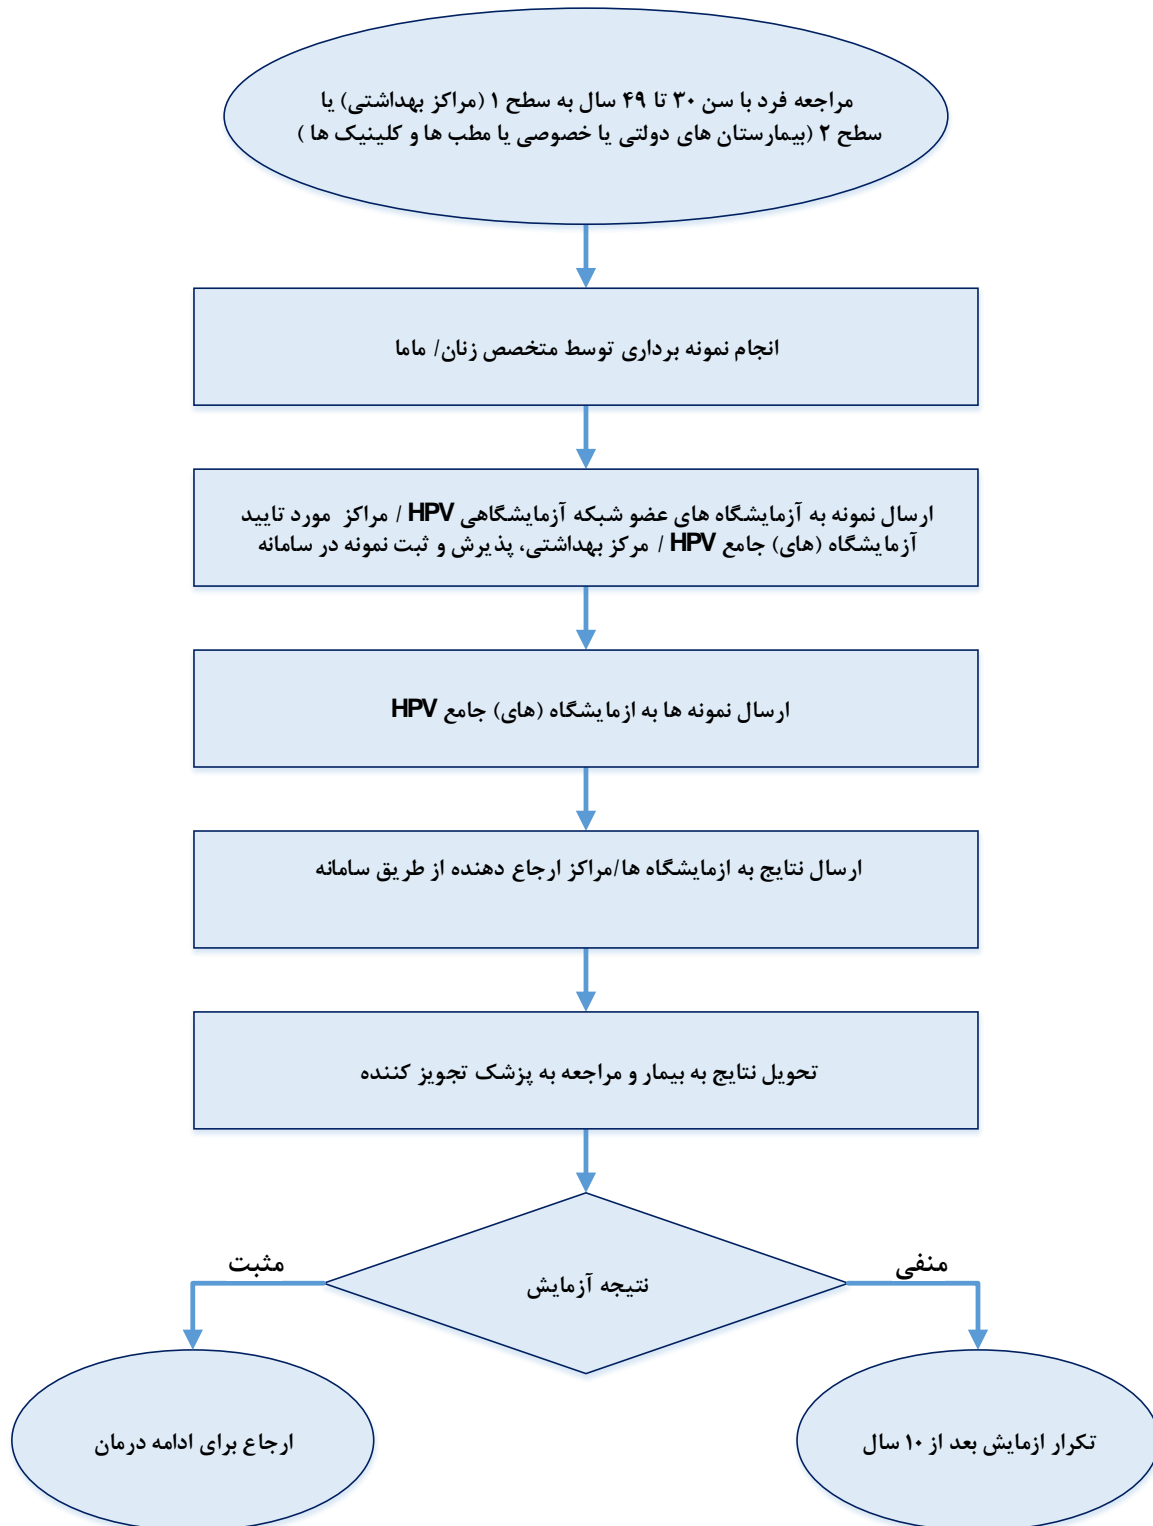 مراجعه فرد با سن ۳۰ تا ۴۹ سال به سطح ۱ (مراکز بهداشتی) یا
سطح ۲ (بیمارستان های دولتی یا خصوصی یا مطب ها و کلینیک ها )
انجام نمونه برداری توسط متخصص زنان/ ماما
ارسال نمونه به آزمایشگاه های عضو شبکه آزمایشگاهی HPV / مراکز مورد تایید
آزمایشگاه (های) جامع HPV / مرکز بهداشتی، پذیرش و ثبت نمونه در سامانه
ارسال نمونه ها به ازمایشگاه (های) جامع HPV
ارسال نتایج به ازمایشگاه ها/مراکز ارجاع دهنده از طریق سامانه
تحویل نتایج به بیمار و مراجعه به پزشک تجویز کننده
نتیجه آزمایش
منفی
مثبت
تکرار ازمایش بعد از ۱۰ سال
ارجاع برای ادامه درمان